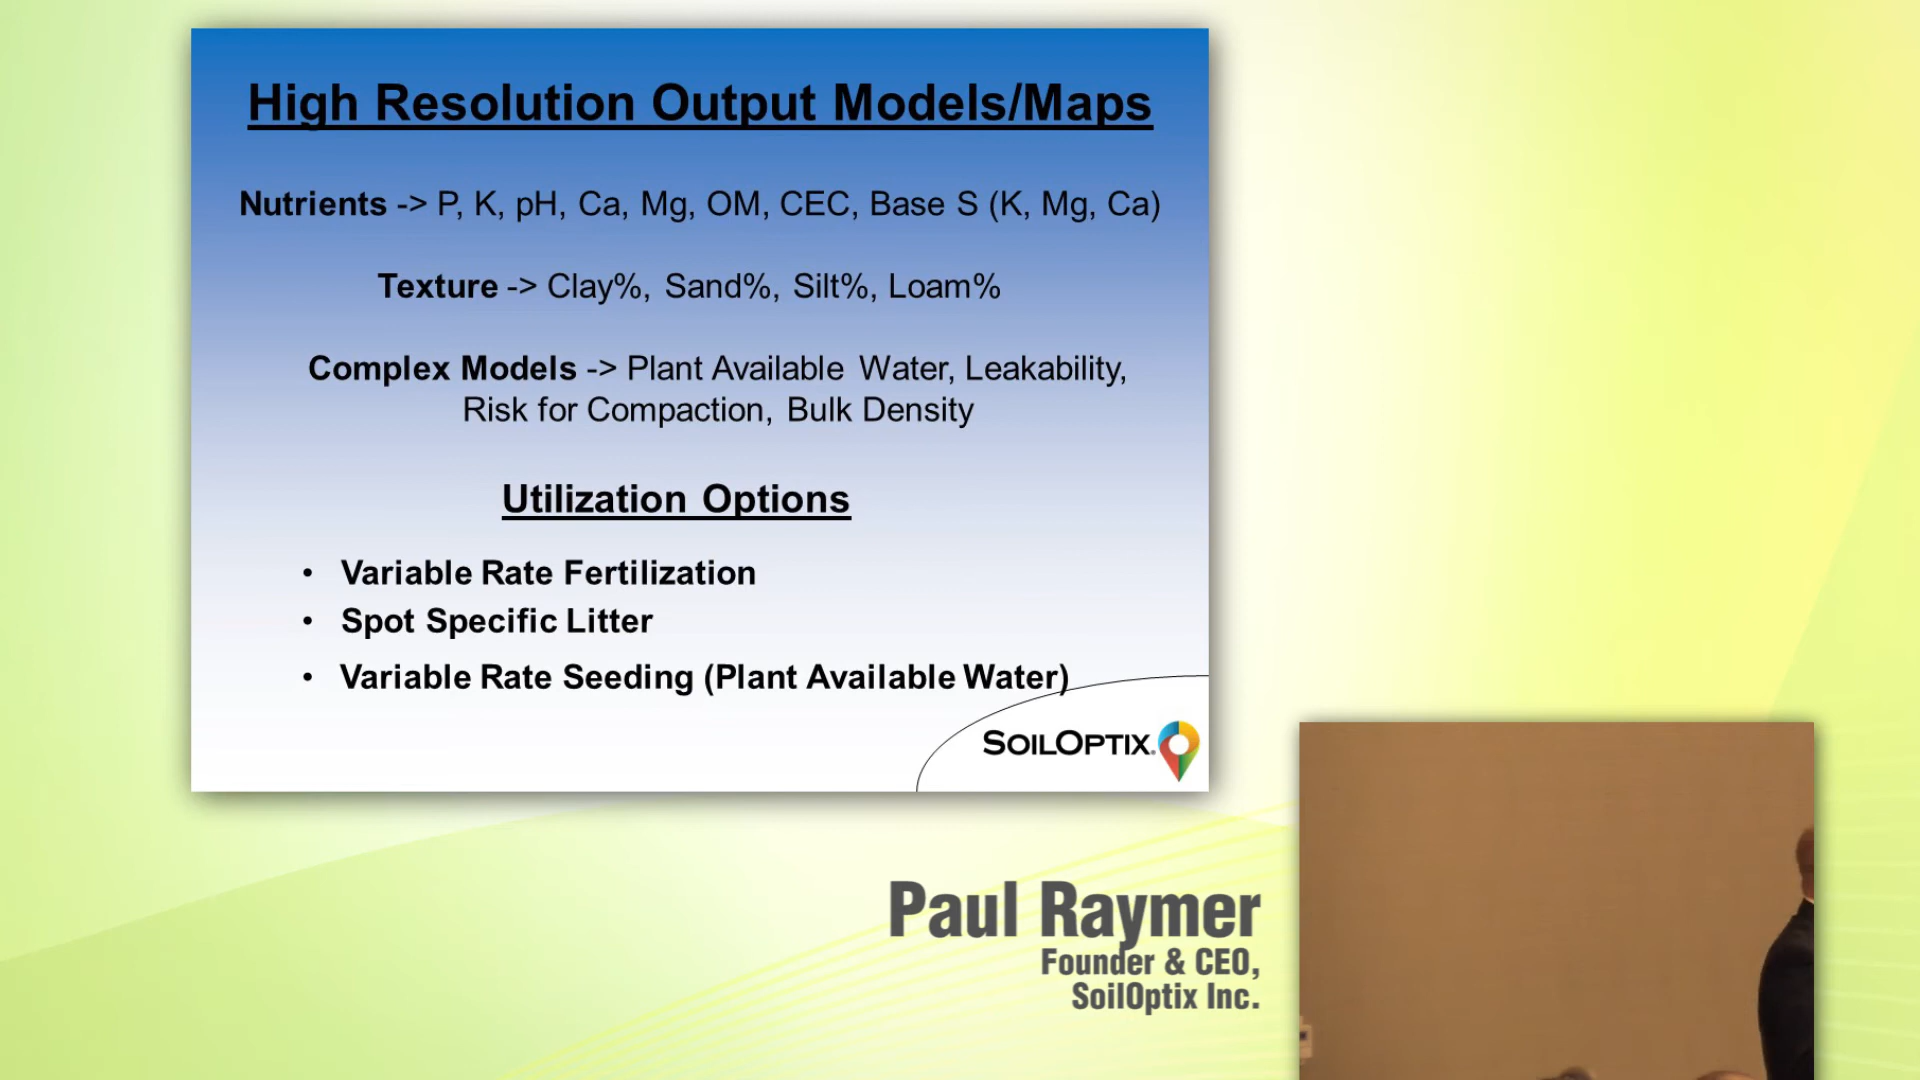 High Resolution Output Models/Maps
Nutrients -> P, K, pH, Ca, Mg, OM, CEC, Base S (K, Mg, Ca)
Texture -> Clay%, Sand%, Silt%, Loam%
Complex Models -> Plant Available Water, Leakability,
Risk for Compaction, Bulk Density
Utilization Options
• Variable Rate Fertilization
• Spot Specific Litter
• Variable Rate Seeding (Plant Available Water)
SOILOPTIX®
Paul Raymer
Founder & CEO,
SoilOptix Inc.